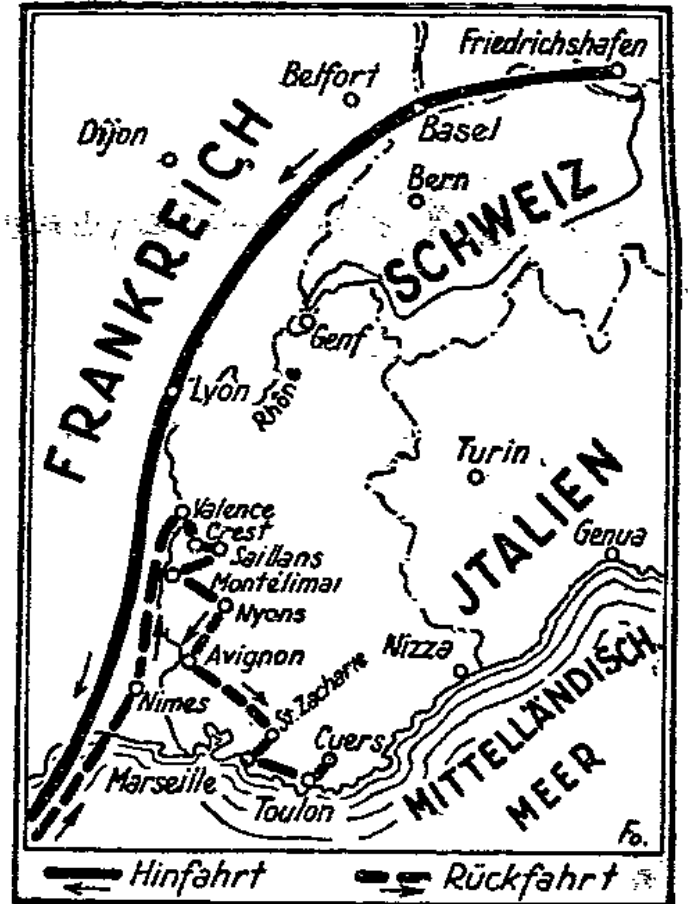 Friedrichshafen
Belfort
Dijon
Basel
Bern
FRANKREICH
SCHWEIZ
Genf
Lyon
Rhône
Turin
JTALIEN
Valence
Crest
Saillans
Genua
Montélimar
Nyons
Avignon
Nizza
St. Zacharie
Nimes
Cuers
MITTELLÄNDISCH.
MEER
Marseille
Toulon
Fo.
Hinfahrt
Rückfahrt